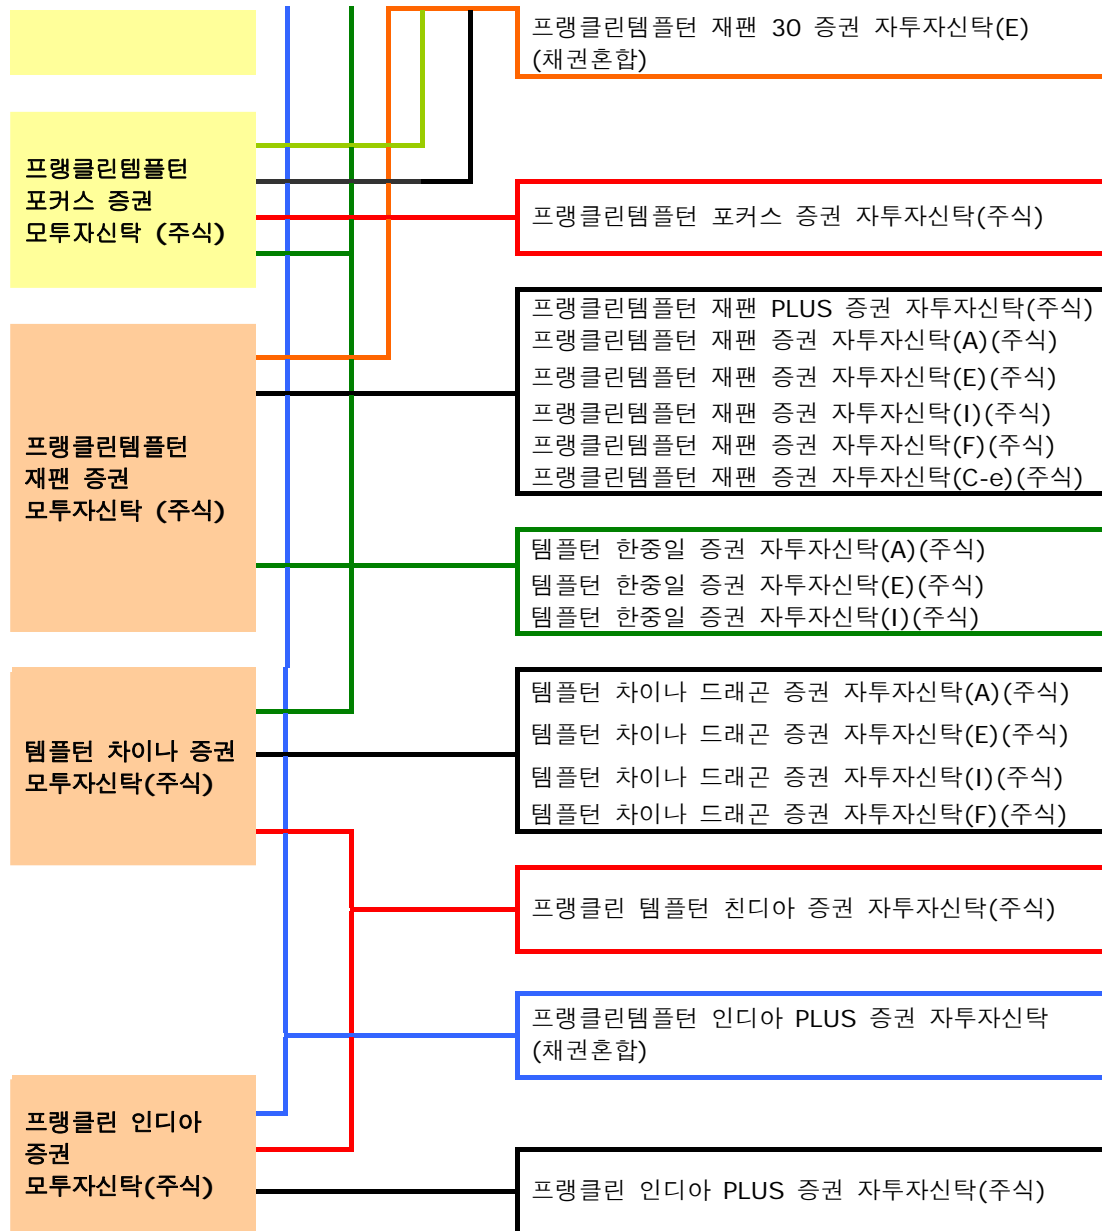 프랭클린템플턴 재팬 30 증권 자투자신탁(E)
(채권혼합)
프랭클린템플턴
포커스 증권
모투자신탁 (주식)
프랭클린템플턴 포커스 증권 자투자신탁(주식)
프랭클린템플턴
재팬 증권
모투자신탁 (주식)
프랭클린템플턴 재팬 PLUS 증권 자투자신탁(주식)
프랭클린템플턴 재팬 증권 자투자신탁(A)(주식)
프랭클린템플턴 재팬 증권 자투자신탁(E)(주식)
프랭클린템플턴 재팬 증권 자투자신탁(I)(주식)
프랭클린템플턴 재팬 증권 자투자신탁(F)(주식)
프랭클린템플턴 재팬 증권 자투자신탁(C-e)(주식)
템플턴 한중일 증권 자투자신탁(A)(주식)
템플턴 한중일 증권 자투자신탁(E)(주식)
템플턴 한중일 증권 자투자신탁(I)(주식)
템플턴 차이나 증권
모투자신탁(주식)
템플턴 차이나 드래곤 증권 자투자신탁(A)(주식)
템플턴 차이나 드래곤 증권 자투자신탁(E)(주식)
템플턴 차이나 드래곤 증권 자투자신탁(I)(주식)
템플턴 차이나 드래곤 증권 자투자신탁(F)(주식)
프랭클린 템플턴 친디아 증권 자투자신탁(주식)
프랭클린템플턴 인디아 PLUS 증권 자투자신탁
(채권혼합)
프랭클린 인디아
증권
모투자신탁(주식)
프랭클린 인디아 PLUS 증권 자투자신탁(주식)